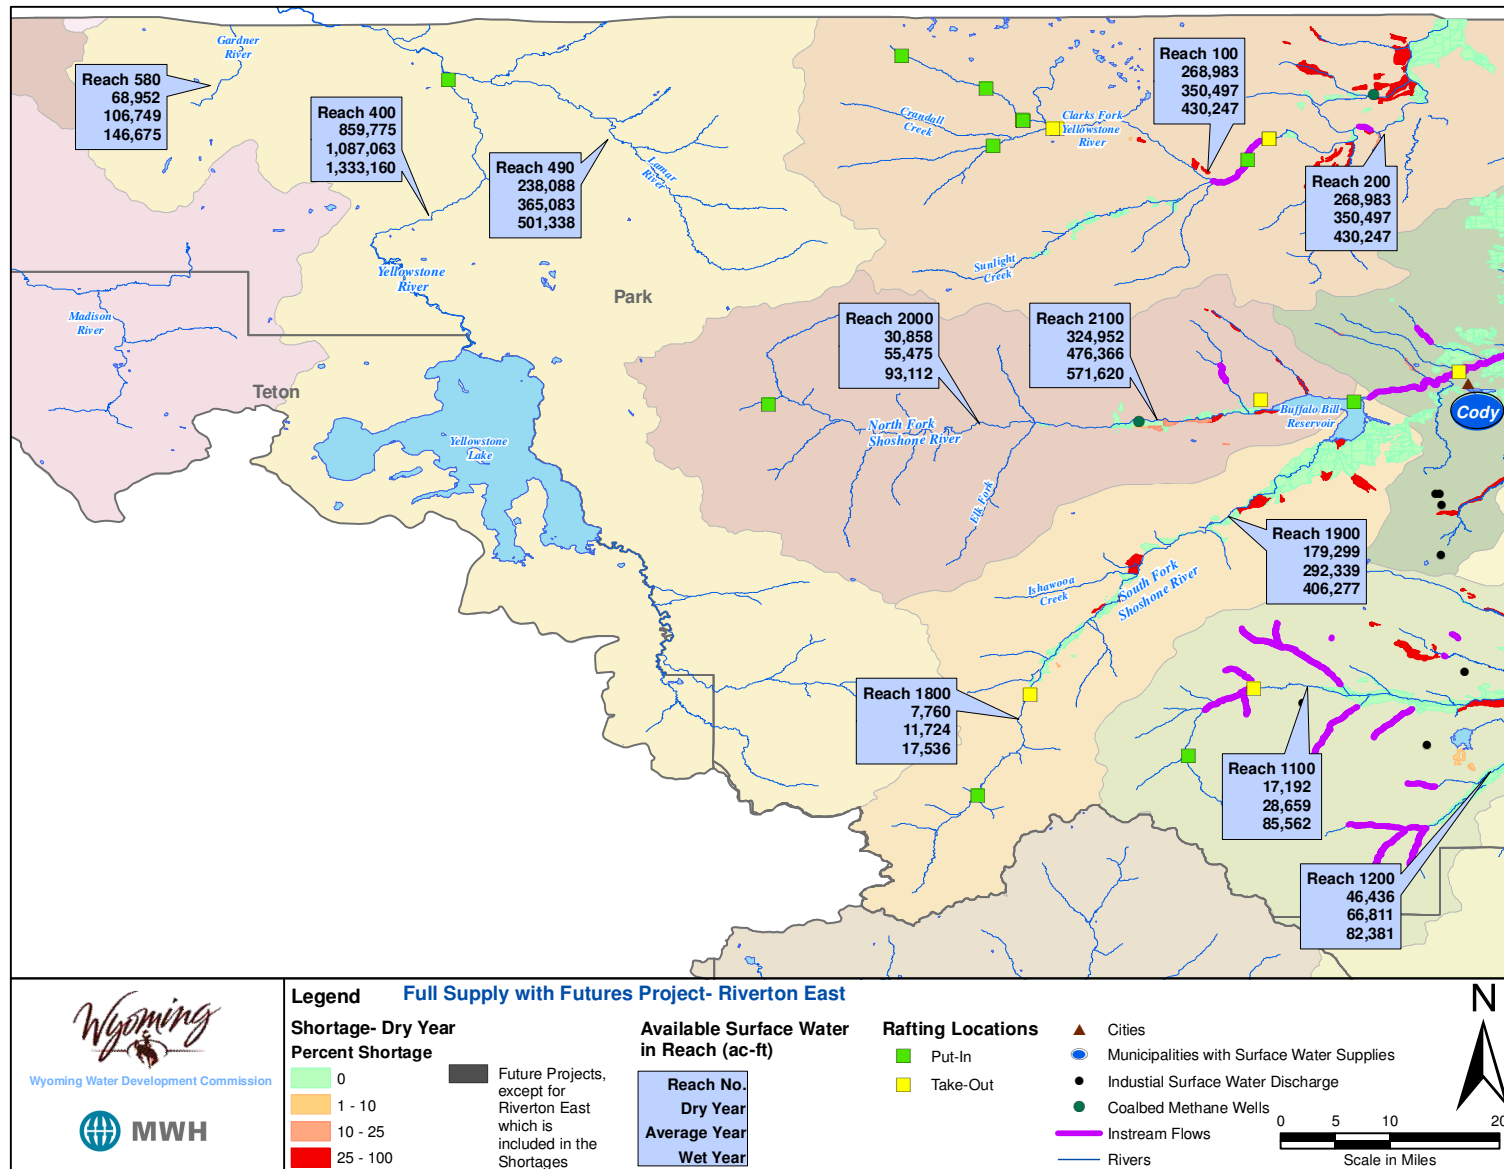 Gardner
River
Reach 580
68,952
106,749
146,675
Reach 400
859,775
1,087,063
1,333,160
Reach 490
238,088
365,083
501,338
Lamar
River
Crandall
Creek
Clarks Fork
Yellowstone
River
Reach 100
268,983
350,497
430,247
Reach 200
268,983
350,497
430,247
Sunlight
Creek
Yellowstone
River
Park
Madison
River
Teton
Reach 2000
30,858
55,475
93,112
Reach 2100
324,952
476,366
571,620
North Fork
Shoshone River
Buffalo Bill
Reservoir
Cody
Yellowstone
Lake
Elk Fork
Reach 1900
179,299
292,339
406,277
Ishawooa
Creek
South Fork
Shoshone River
Reach 1800
7,760
11,724
17,536
Reach 1100
17,192
28,659
85,562
Reach 1200
46,436
66,811
82,381
Wyoming
Wyoming Water Development Commission
MWH
Legend
Full Supply with Futures Project- Riverton East
Shortage- Dry Year
Percent Shortage
0
1 - 10
10 - 25
25 - 100
Future Projects,
except for
Riverton East
which is
included in the
Shortages
Available Surface Water
in Reach (ac-ft)
Reach No.
Dry Year
Average Year
Wet Year
Rafting Locations
Put-In
Take-Out
Cities
Municipalities with Surface Water Supplies
Industial Surface Water Discharge
Coalbed Methane Wells
Instream Flows
Rivers
N
0 5 10 20
Scale in Miles